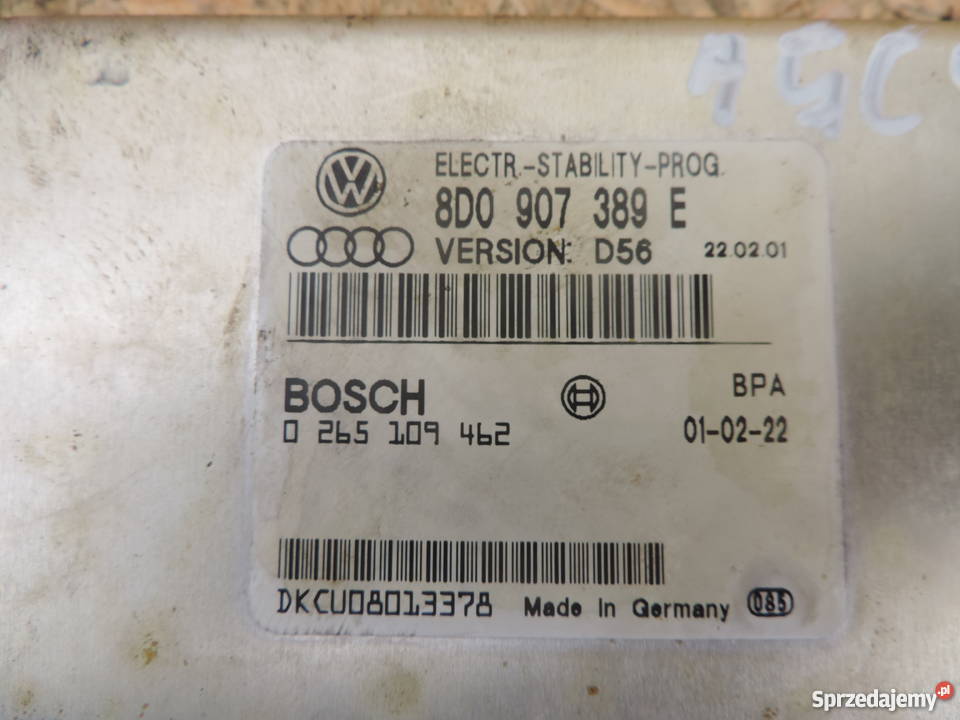 ELECTR.-STABILITY-PROG.
8D0 907 389 E
VERSION: D56 22.02.01
BOSCH BPA
0 265 109 462 01-02-22
DKCU08013378 Made in Germany 085
Sprzedajemy.pl